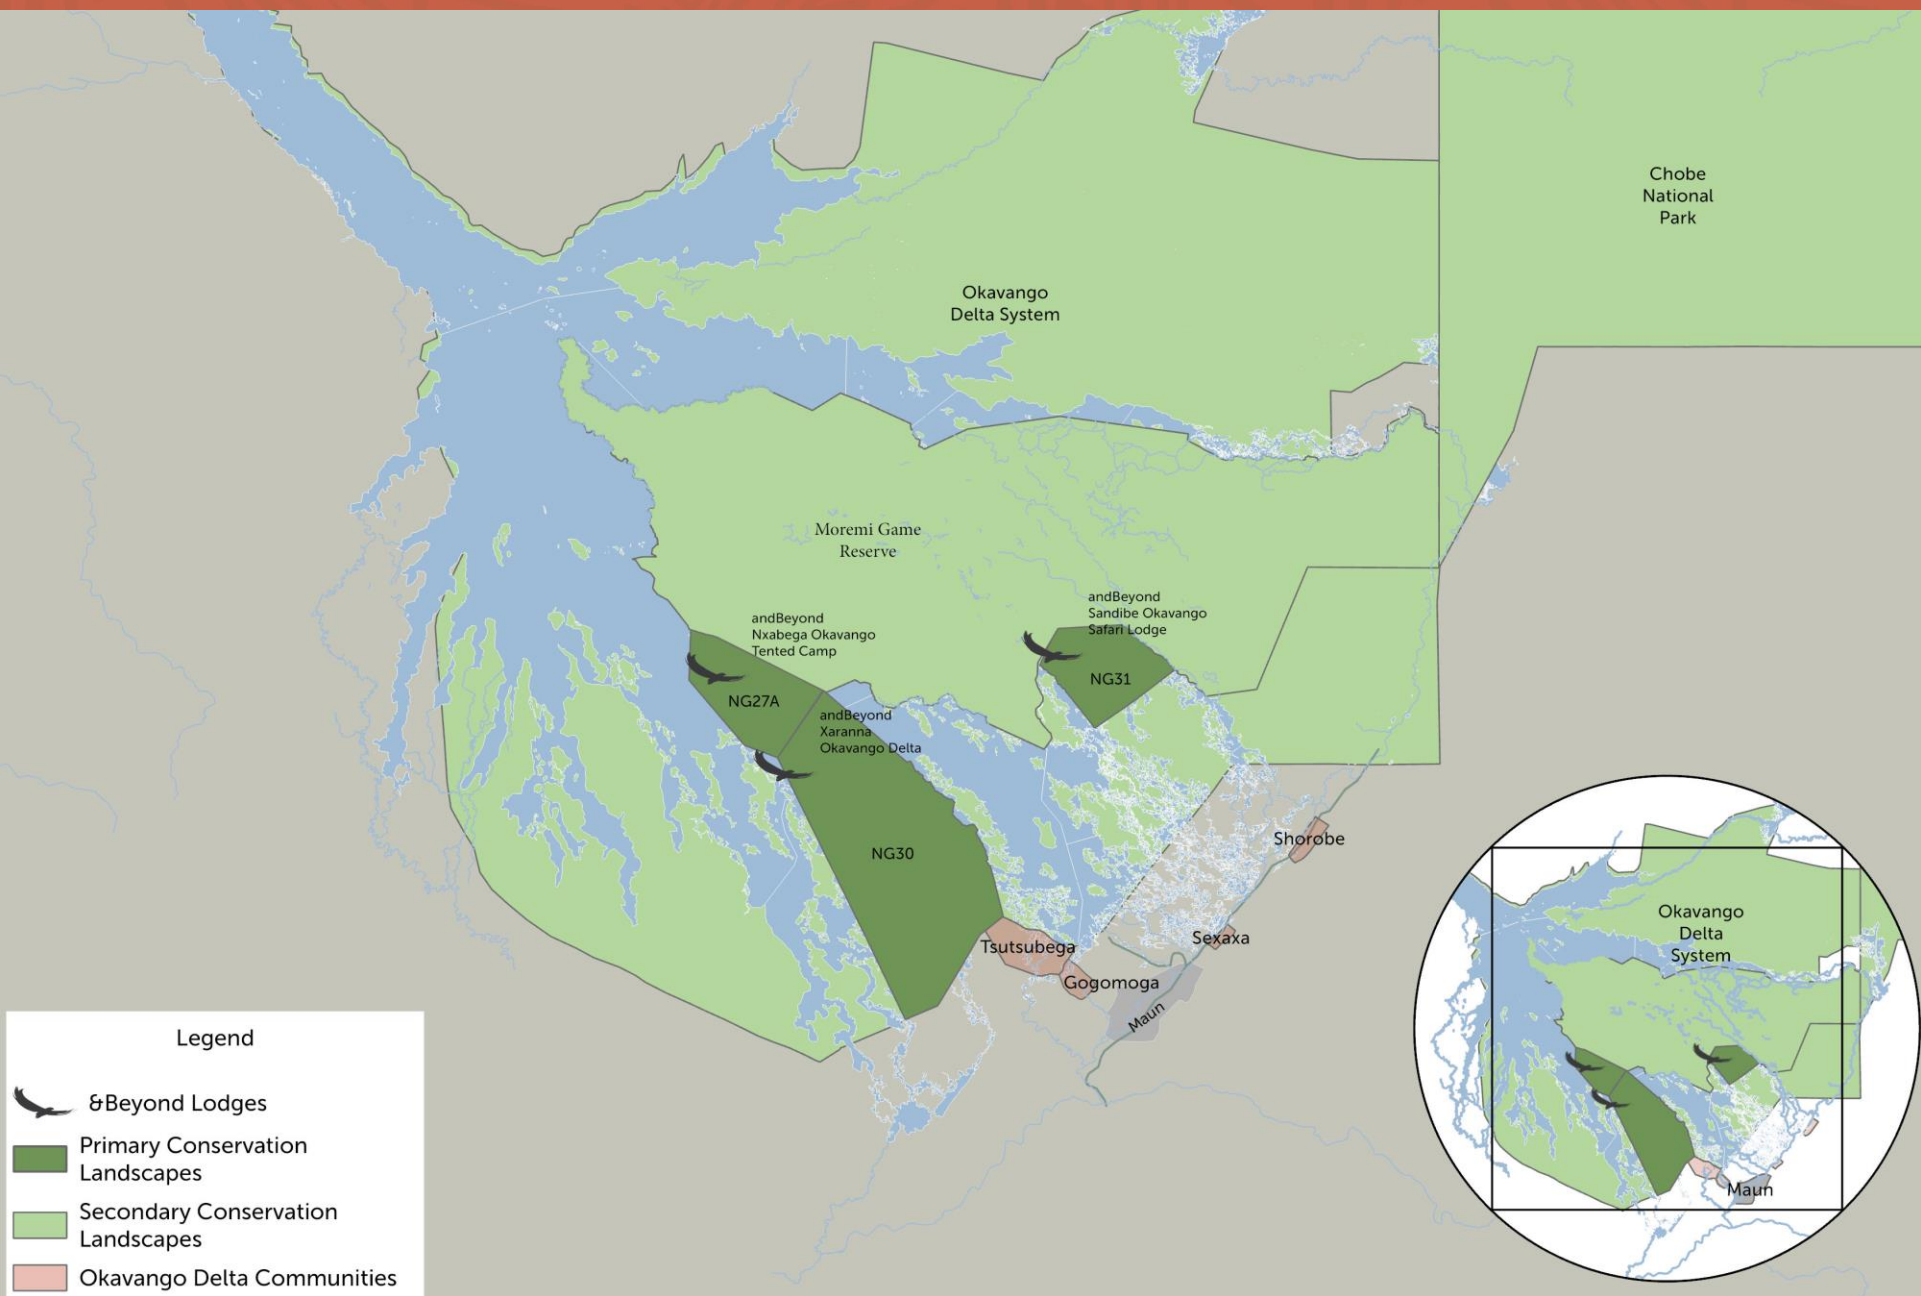 Chobe
National
Park
Okavango
Delta System
Moremi Game
Reserve
andBeyond
Nxabega Okavango
Tented Camp
andBeyond
Sandibe Okavango
Safari Lodge
NG27A
NG31
andBeyond
Xaranna
Okavango Delta
NG30
Shorobe
Sexaxa
Tsutsubega
Gogomoga
Maun
Legend
&Beyond Lodges
Primary Conservation
Landscapes
Secondary Conservation
Landscapes
Okavango Delta Communities
Okavango
Delta
System
Maun